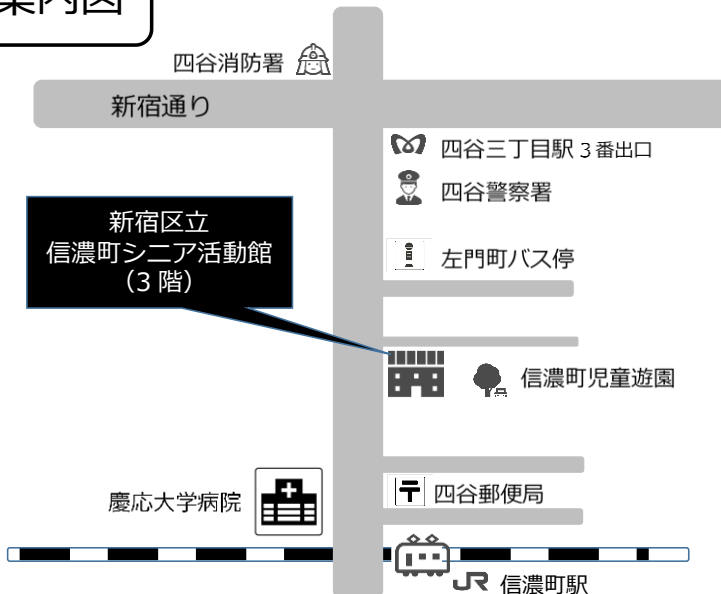 案内図
四谷消防署
新宿通り
四谷三丁目駅 3 番出口
四谷警察署
新宿区立
信濃町シニア活動館
（3 階）
左門町バス停
信濃町児童遊園
慶応大学病院
〒 四谷郵便局
JR 信濃町駅